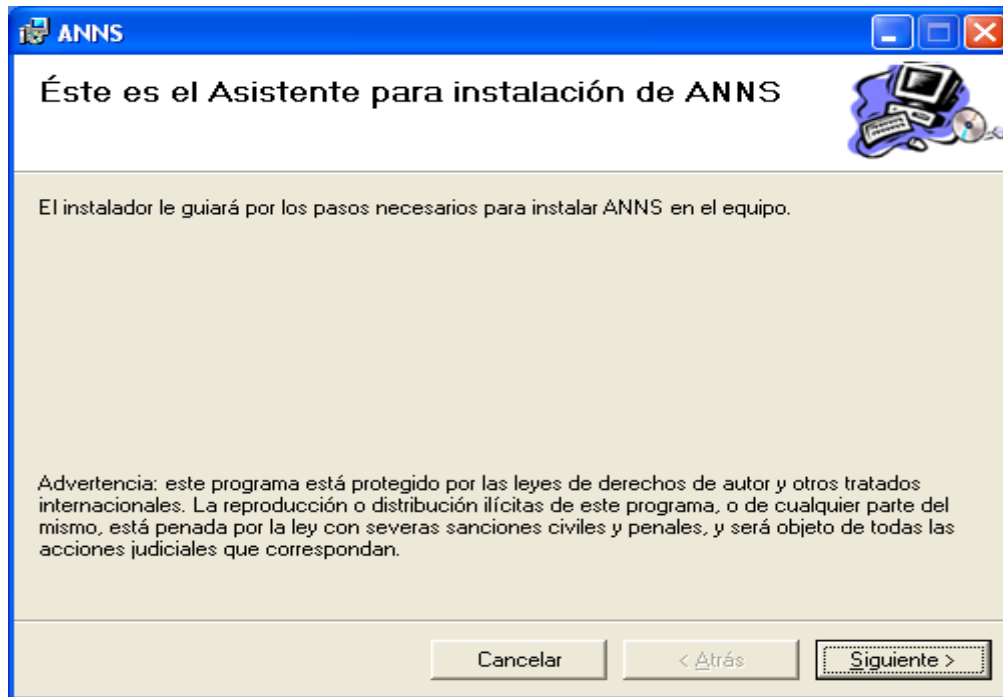 ANNS
Éste es el Asistente para instalación de ANNS
El instalador le guiará por los pasos necesarios para instalar ANNS en el equipo.
Advertencia: este programa está protegido por las leyes de derechos de autor y otros tratados
internacionales. La reproducción o distribución ilícitas de este programa, o de cualquier parte del
mismo, está penada por la ley con severas sanciones civiles y penales, y será objeto de todas las
acciones judiciales que correspondan.
Cancelar < Atrás Siguiente >